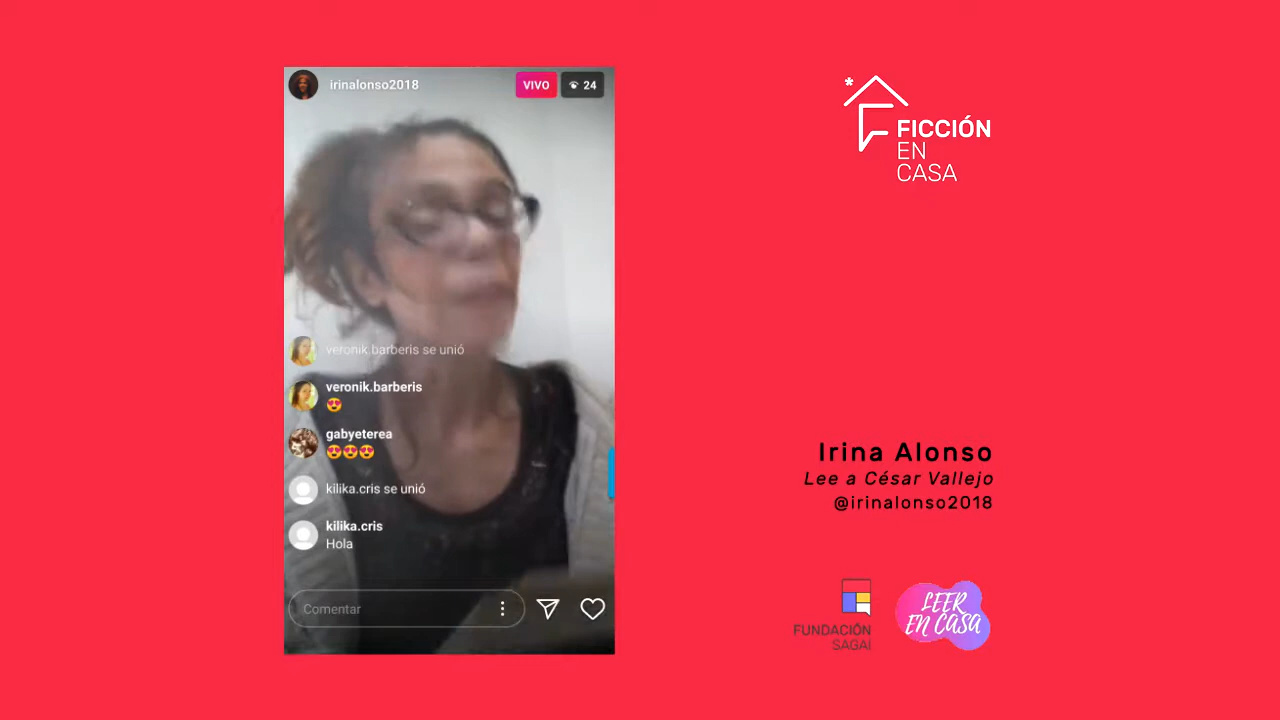 irinalonso2018
VIVO
24
veronik.barberis se unió
veronik.barberis
gabyeterea
kilika.cris se unió
kilika.cris
Hola
Comentar
* FICCIÓN
EN
CASA
Irina Alonso
Lee a César Vallejo
@irinalonso2018
FUNDACIÓN
SAGAI
LEER
EN CASA